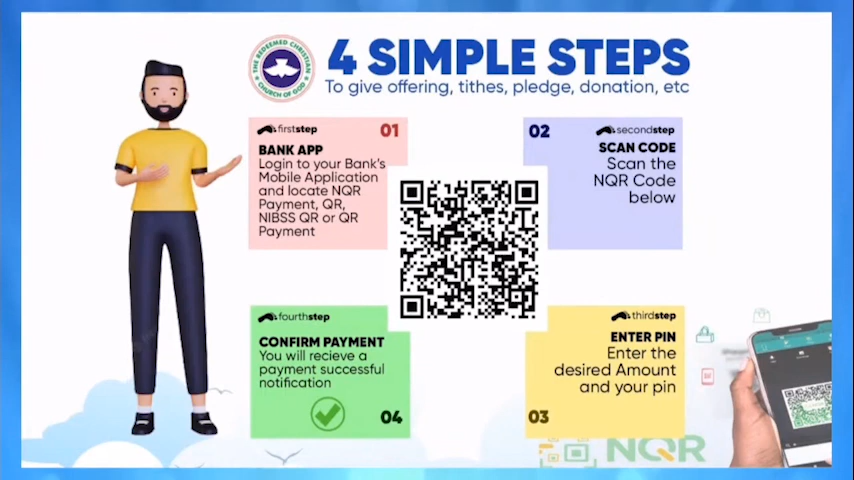 THE REDEEMED CHRISTIAN
CHURCH OF GOD
4 SIMPLE STEPS
To give offering, tithes, pledge, donation, etc
firststep 01
BANK APP
Login to your Bank's
Mobile Application
and locate NQR
Payment, QR,
NIBSS QR or QR
Payment
02 secondstep
SCAN CODE
Scan the
NQR Code
below
thirdstep
ENTER PIN
Enter the
desired Amount
and your pin
03
fourthstep
CONFIRM PAYMENT
You will recieve a
payment successful
notification
04
NQR